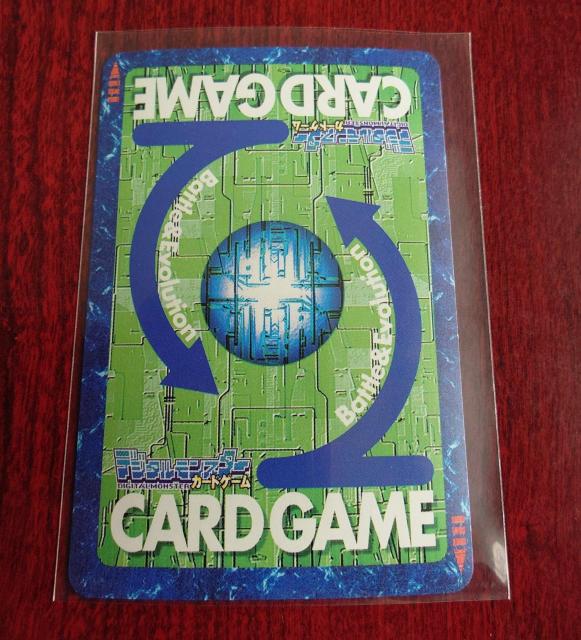 CARD GAME
デジタルモンスター
DIGITAL MONSTER
カードゲーム
Battle&Evolution
Battle&Evolution
デジタルモンスター
DIGITAL MONSTER
カードゲーム
CARD GAME